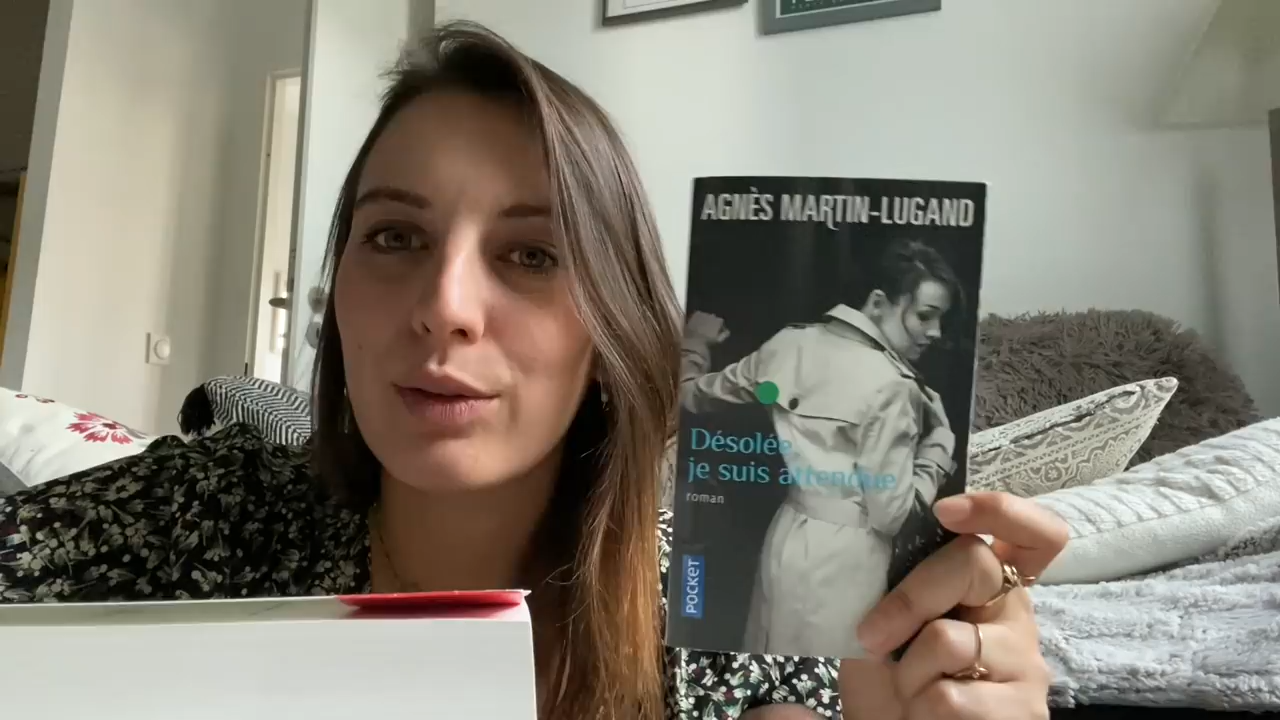 AGNÈS MARTIN-LUGAND
Désolée,
je suis attendue
roman
POCKET